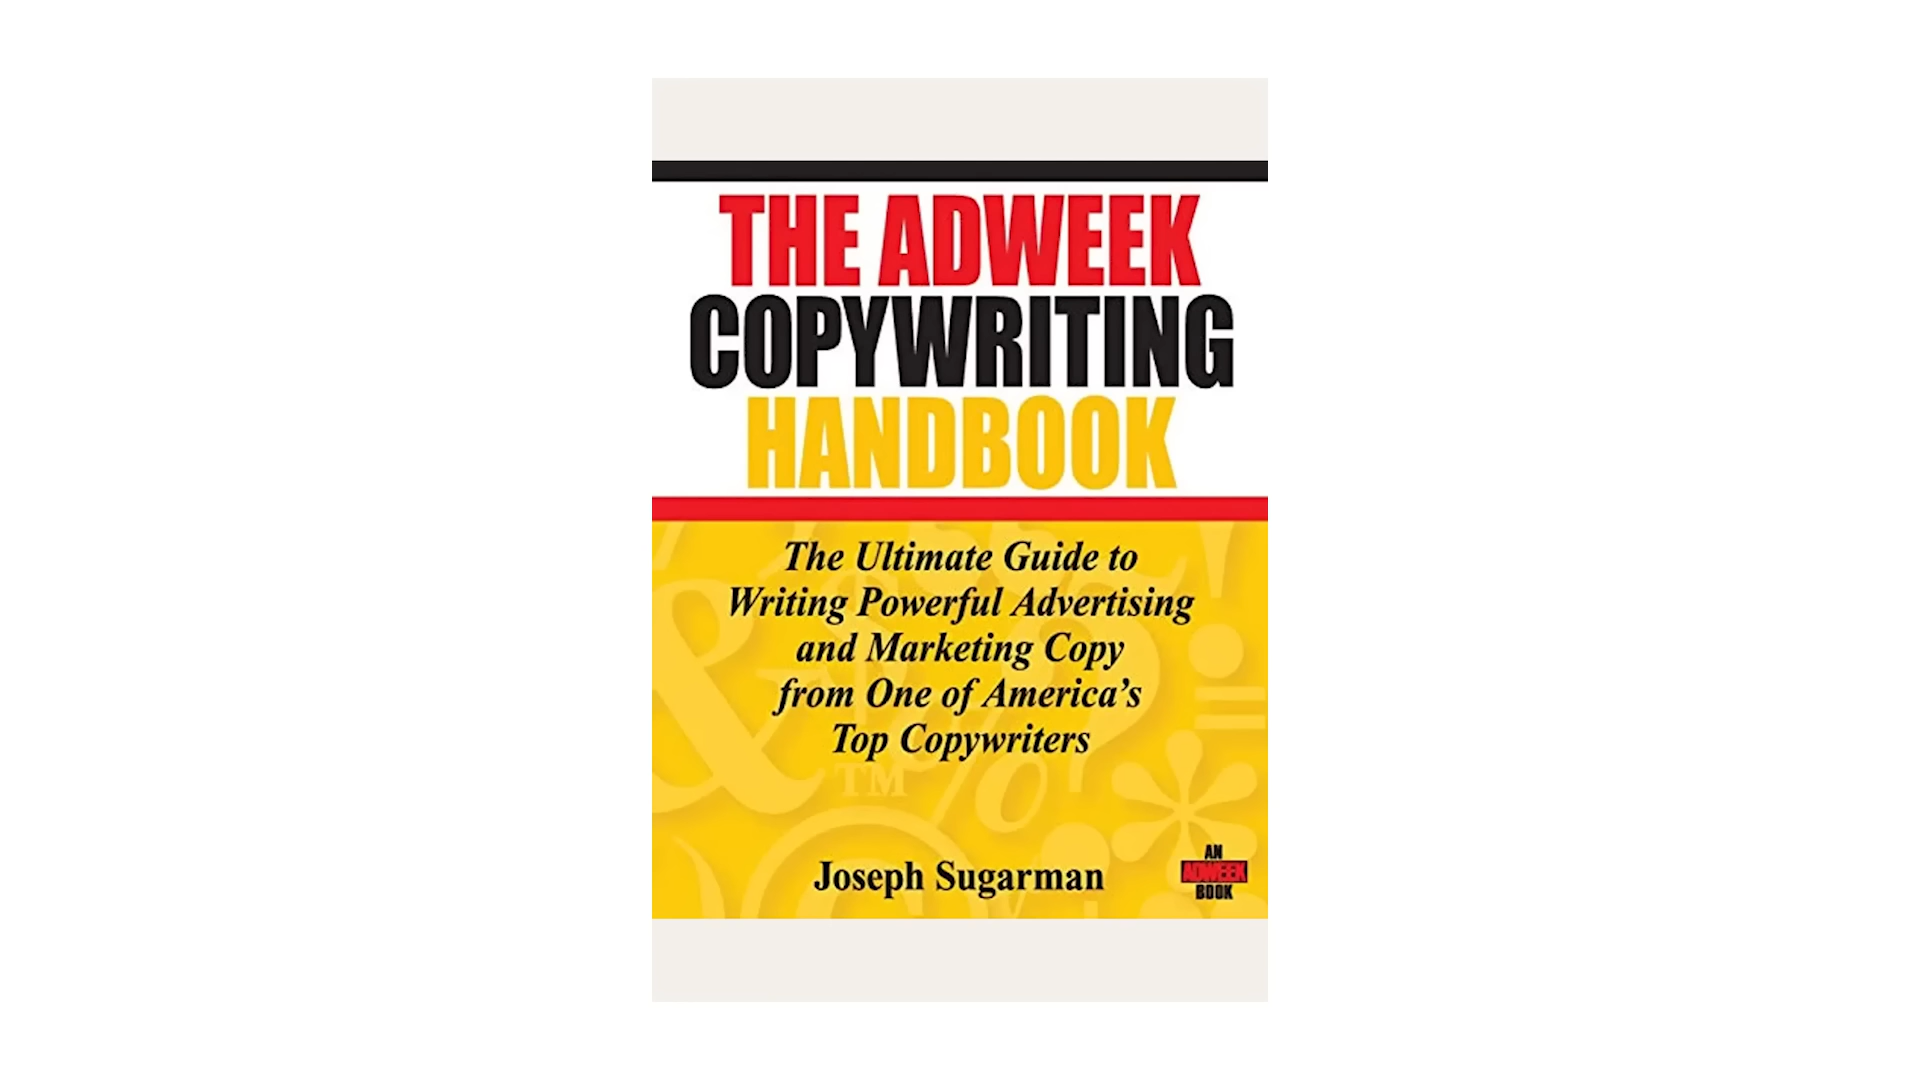 THE ADWEEK
COPYWRITING
HANDBOOK
The Ultimate Guide to
Writing Powerful Advertising
and Marketing Copy
from One of America’s
Top Copywriters
TM
Joseph Sugarman
AN
ADWEEK
BOOK